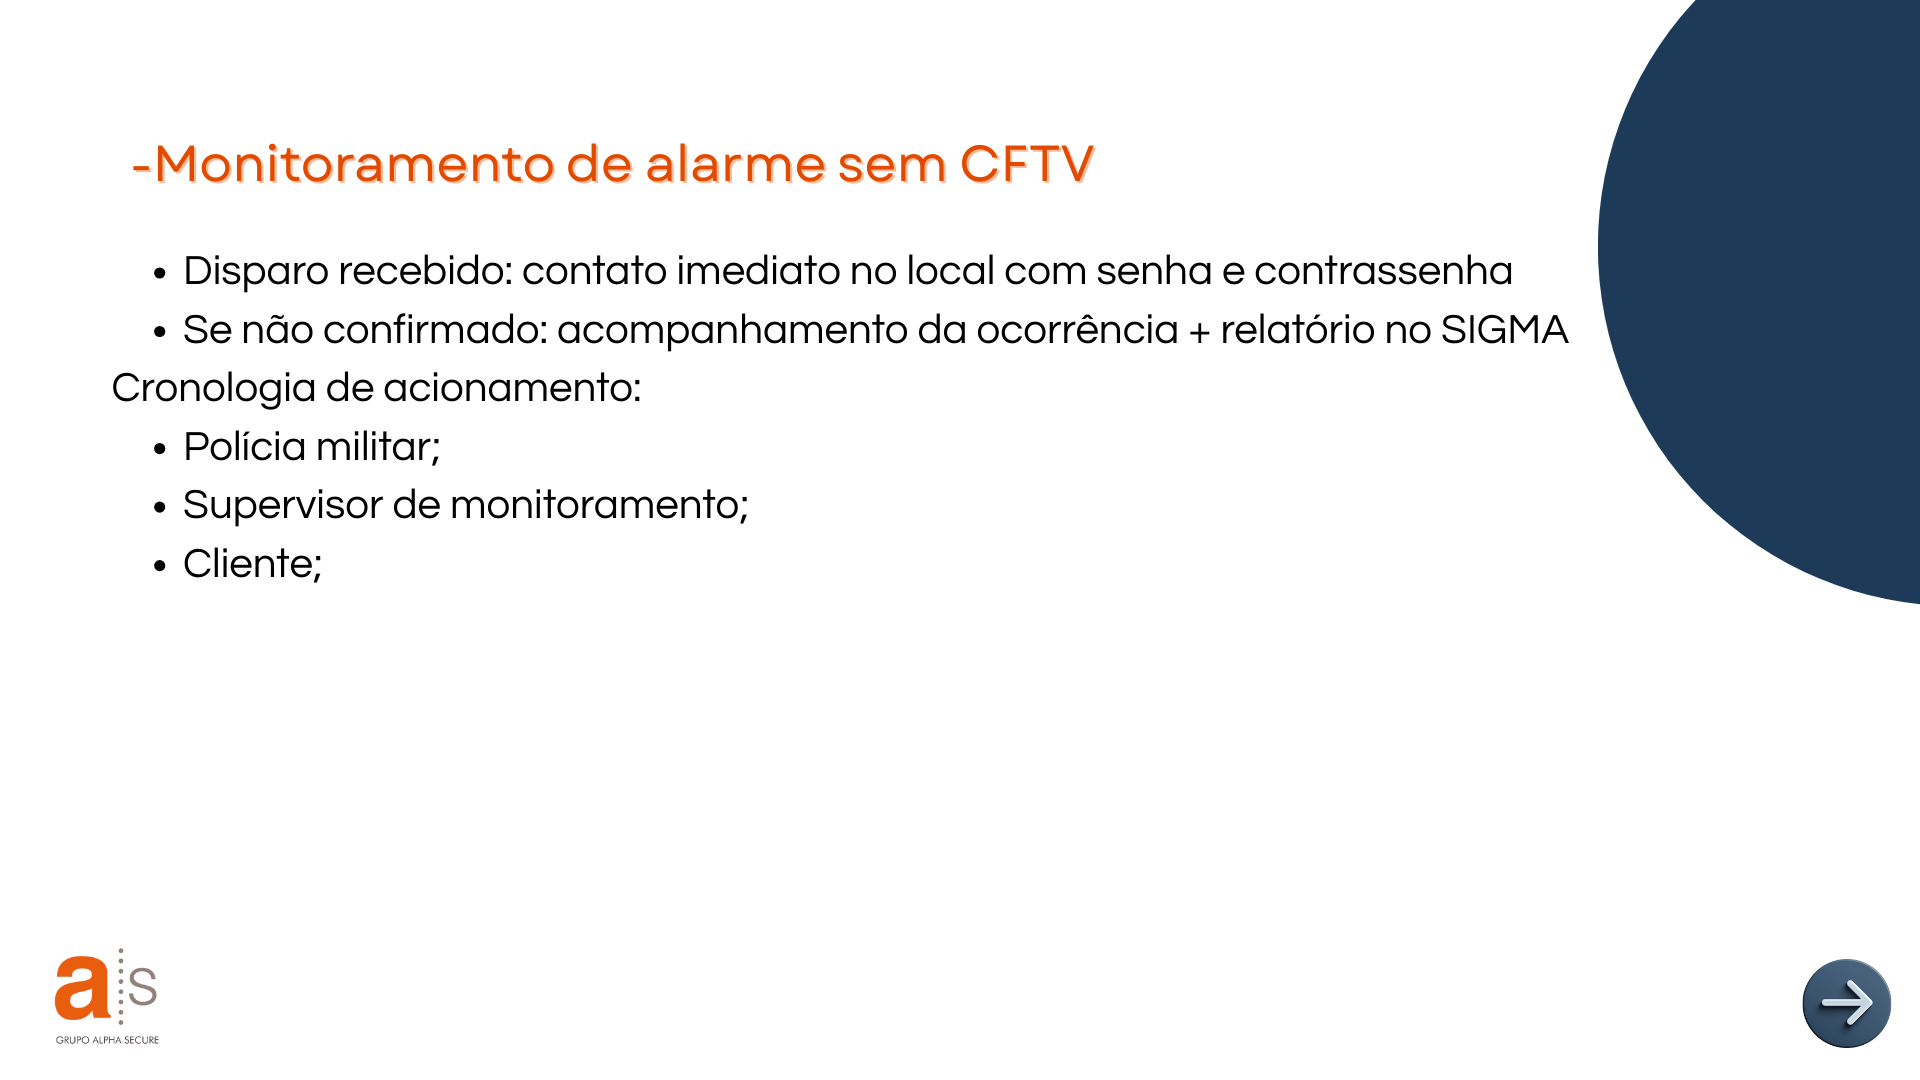 -Monitoramento de alarme sem CFTV
• Disparo recebido: contato imediato no local com senha e contrassenha
• Se não confirmado: acompanhamento da ocorrência + relatório no SIGMA
Cronologia de acionamento:
• Polícia militar;
• Supervisor de monitoramento;
• Cliente;
a s
GRUPO ALPHA SECURE